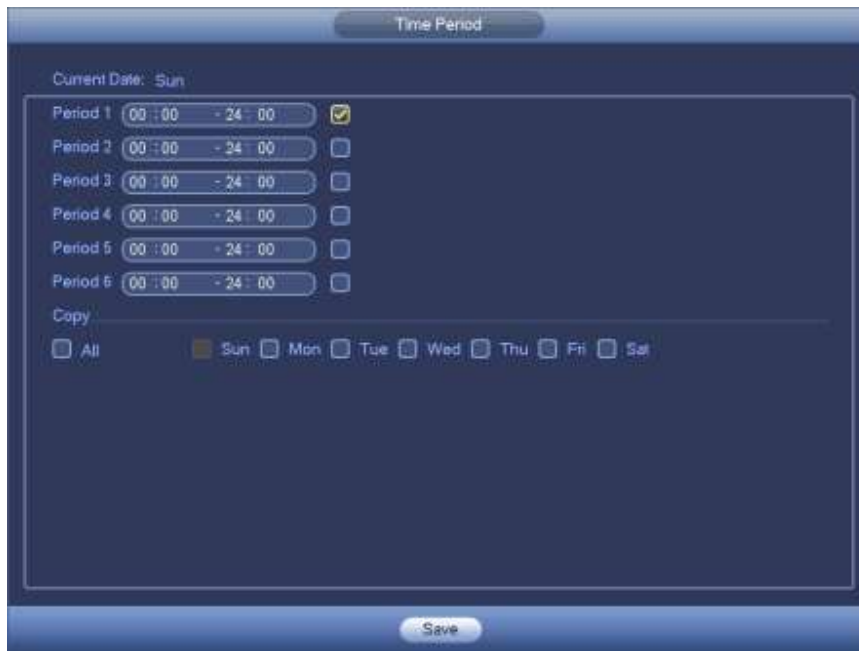 Time Period
Current Date: Sun
Period 1 00 : 00 - 24 : 00
Period 2 00 : 00 - 24 : 00
Period 3 00 : 00 - 24 : 00
Period 4 00 : 00 - 24 : 00
Period 5 00 : 00 - 24 : 00
Period 6 00 : 00 - 24 : 00
Copy
All Sun Mon Tue Wed Thu Fri Sat
Save